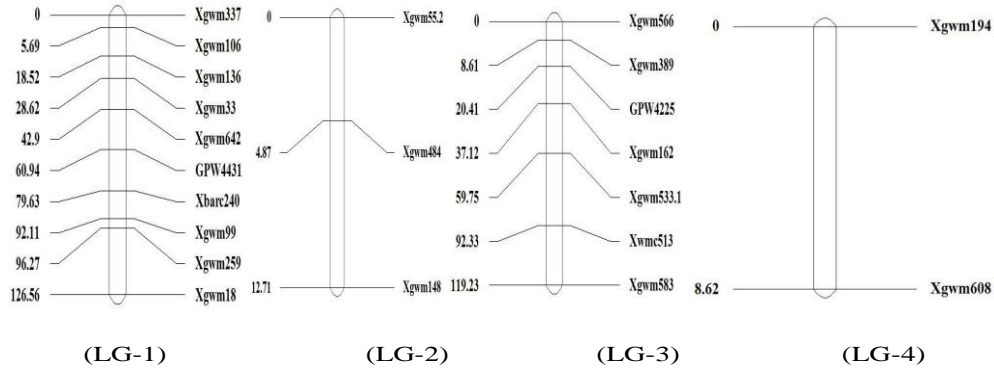 0 Xgwm337
5.69 Xgwm106
18.52 Xgwm136
28.62 Xgwm33
42.9 Xgwm642
60.94 GPW4431
79.63 Xbarc240
92.11 Xgwm99
96.27 Xgwm259
126.56 Xgwm18
(LG-1)
0 Xgwm55.2
4.87 Xgwm484
12.71 Xgwm148
(LG-2)
0 Xgwm566
8.61 Xgwm389
20.41 GPW4225
37.12 Xgwm162
59.75 Xgwm533.1
92.33 Xwmc513
119.23 Xgwm583
(LG-3)
0 Xgwm194
8.62 Xgwm608
(LG-4)